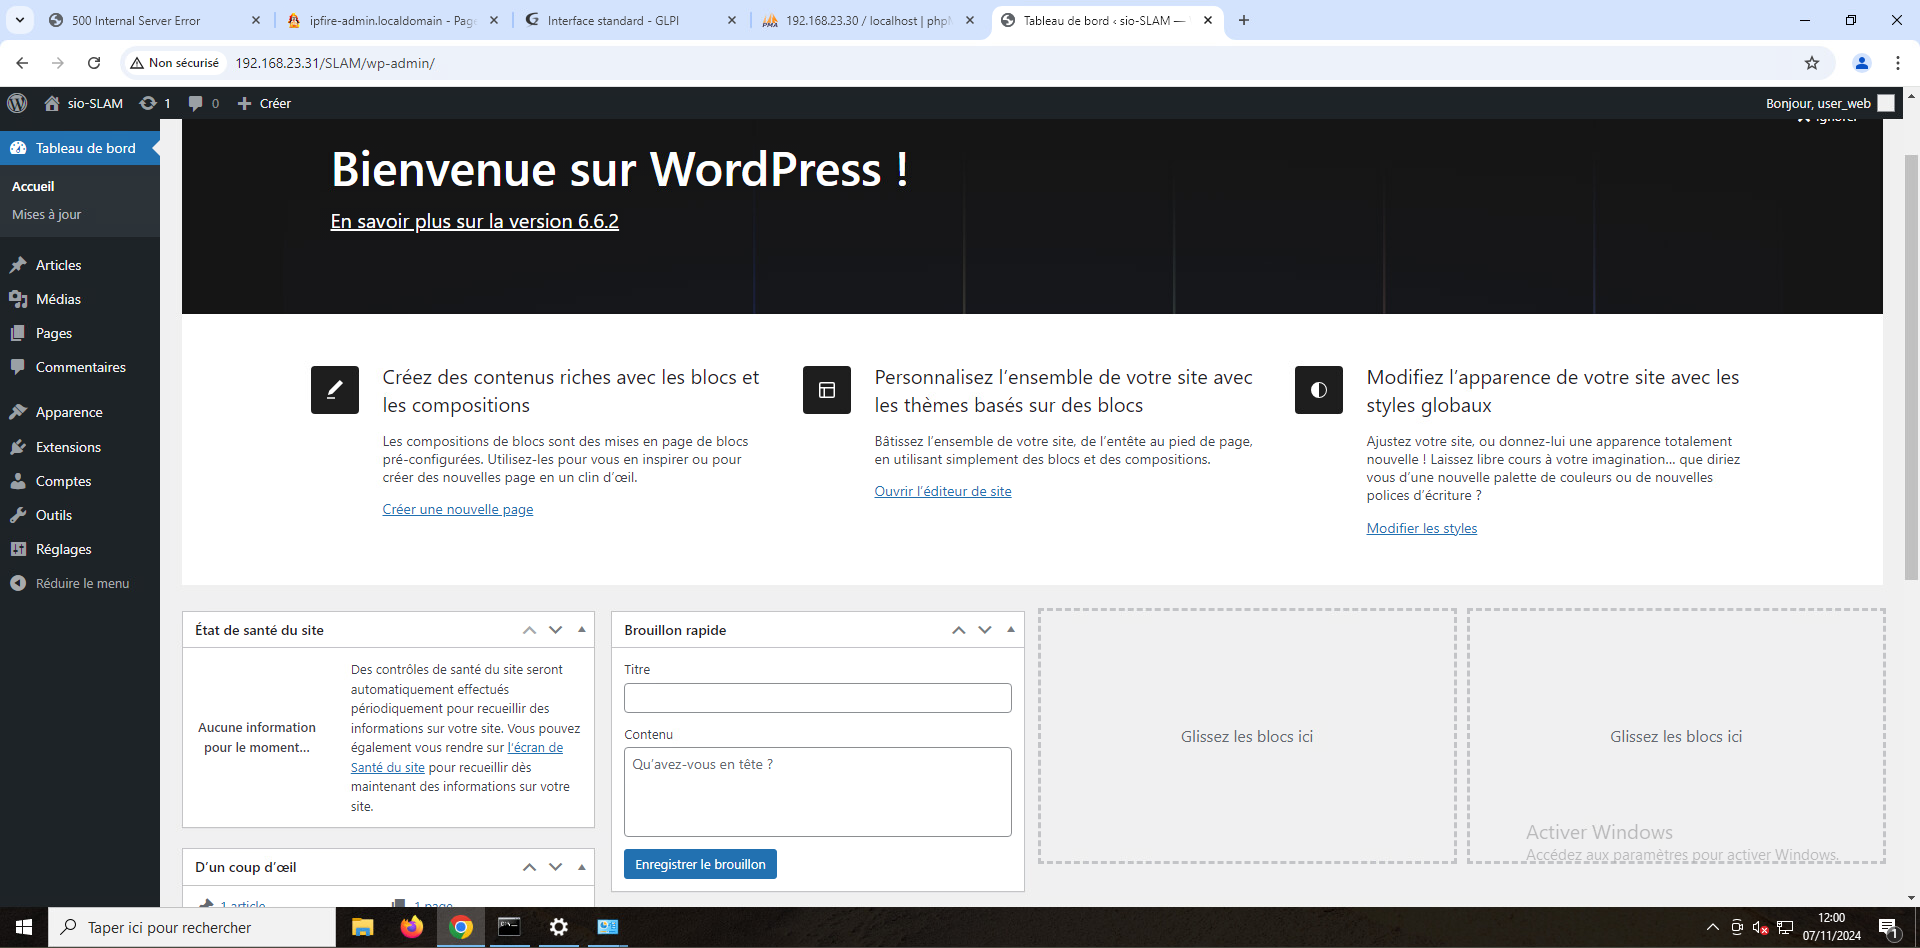 500 Internal Server Error
ipfire-admin.localdomain - Page
Interface standard - GLPI
192.168.23.30 / localhost | php
Tableau de bord ‹ sio-SLAM —
Non sécurisé
192.168.23.31/SLAM/wp-admin/
sio-SLAM
1
0
Créer
Bonjour, user_web
Ignorer
Tableau de bord
Accueil
Mises à jour
Articles
Médias
Pages
Commentaires
Apparence
Extensions
Comptes
Outils
Réglages
Réduire le menu
Bienvenue sur WordPress !
En savoir plus sur la version 6.6.2
Créez des contenus riches avec les blocs et
les compositions
Les compositions de blocs sont des mises en page de blocs
pré-configurées. Utilisez-les pour vous en inspirer ou pour
créer des nouvelles page en un clin d’œil.
Créer une nouvelle page
Personnalisez l’ensemble de votre site avec
les thèmes basés sur des blocs
Bâtissez l’ensemble de votre site, de l’entête au pied de page,
en utilisant simplement des blocs et des compositions.
Ouvrir l’éditeur de site
Modifiez l’apparence de votre site avec les
styles globaux
Ajustez votre site, ou donnez-lui une apparence totalement
nouvelle ! Laissez libre cours à votre imagination… que diriez
vous d’une nouvelle palette de couleurs ou de nouvelles
polices d’écriture ?
Modifier les styles
État de santé du site
Aucune information
pour le moment…
Des contrôles de santé du site seront
automatiquement effectués
périodiquement pour recueillir des
informations sur votre site. Vous pouvez
également vous rendre sur l’écran de
Santé du site pour recueillir dès
maintenant des informations sur votre
site.
D’un coup d’œil
1 article
1 page
Brouillon rapide
Titre
Contenu
Qu’avez-vous en tête ?
Enregistrer le brouillon
Glissez les blocs ici
Glissez les blocs ici
Activer Windows
Accédez aux paramètres pour activer Windows.
Taper ici pour rechercher
12:00
07/11/2024
1